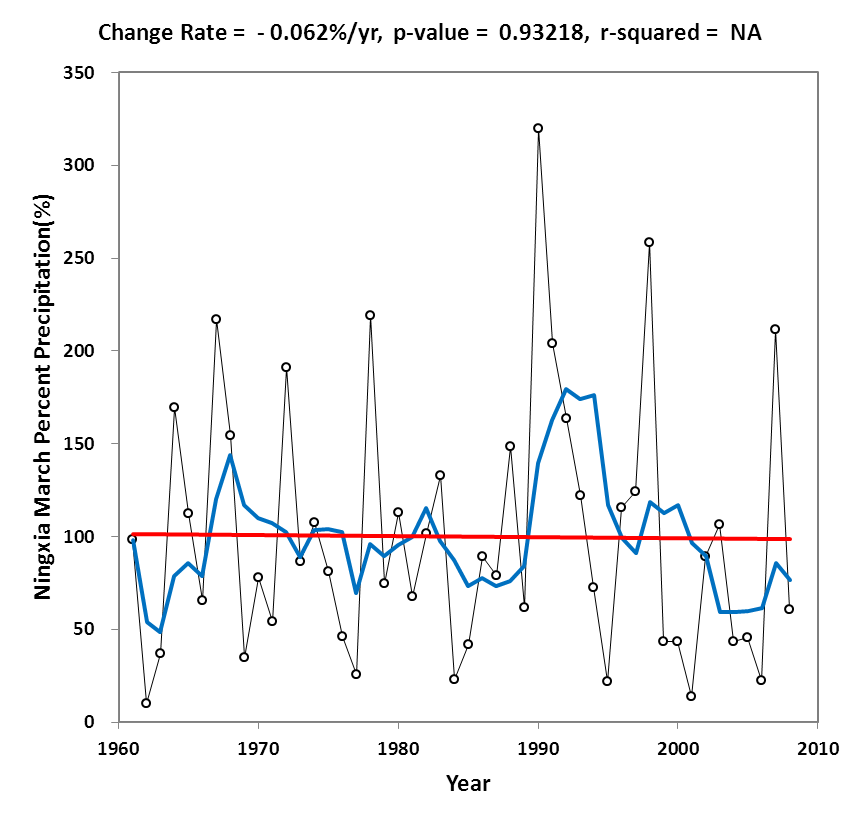 Change Rate = - 0.062%/yr, p-value = 0.93218, r-squared = NA
Ningxia March Percent Precipitation(%)
350
300
250
200
150
100
50
0
1960 1970 1980 1990 2000 2010
Year